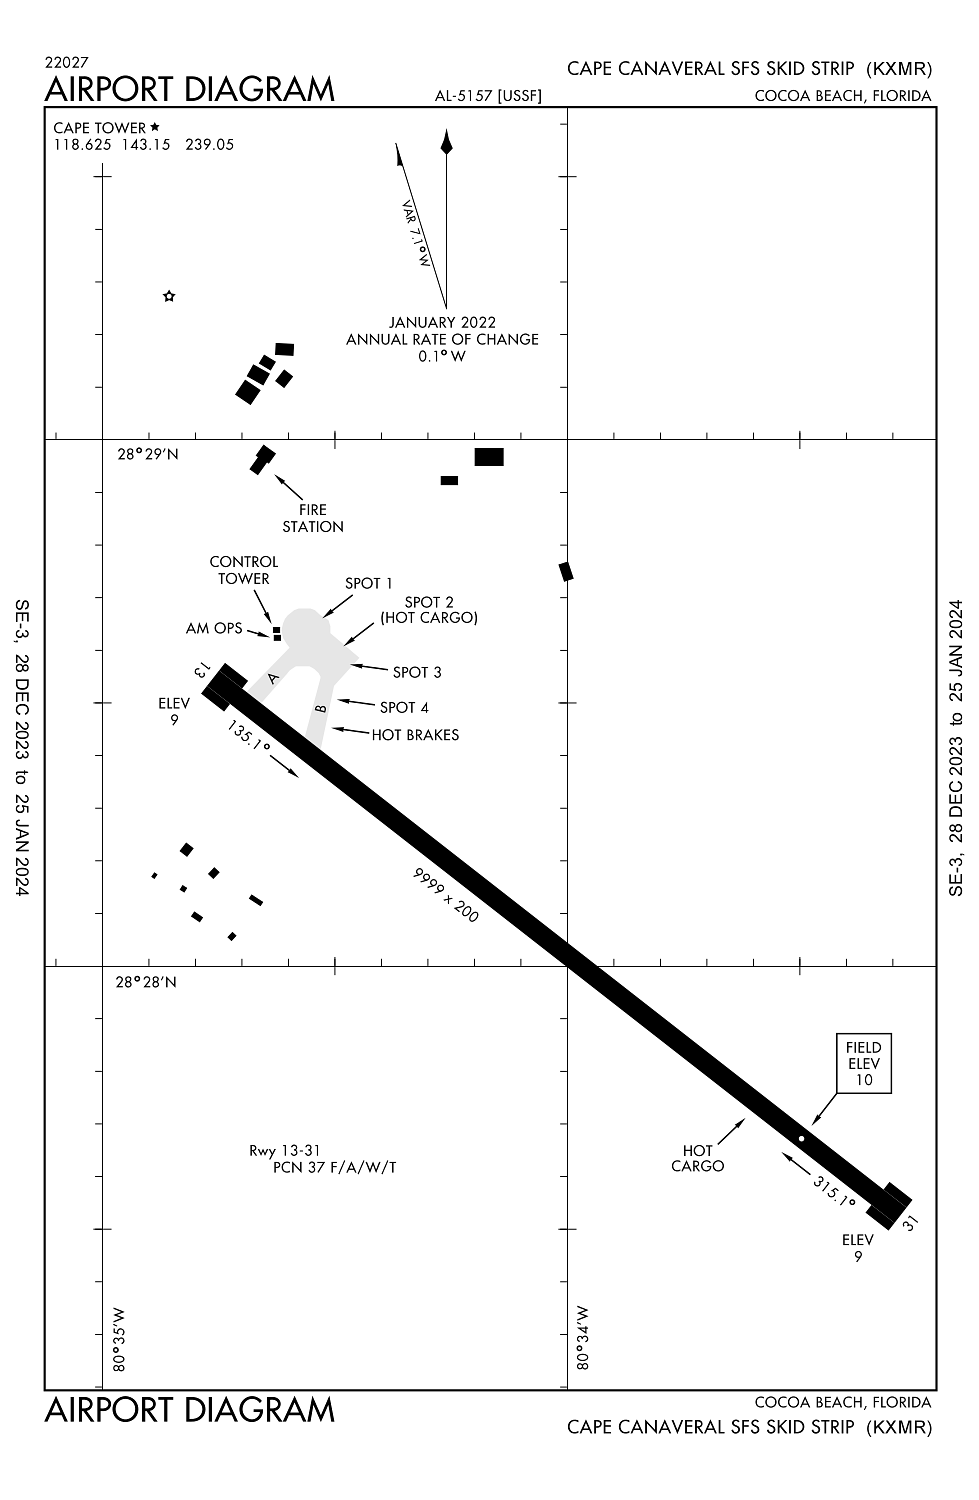 22027
AIRPORT DIAGRAM
AL-5157 [USSF]
CAPE CANAVERAL SFS SKID STRIP (KXMR)
COCOA BEACH, FLORIDA
CAPE TOWER ★
118.625 143.15 239.05
VAR 7.1° W
JANUARY 2022
ANNUAL RATE OF CHANGE
0.1° W
28°29'N
FIRE
STATION
CONTROL
TOWER
SPOT 1
SPOT 2
(HOT CARGO)
AM OPS
SPOT 3
A
13
ELEV
9
SPOT 4
B
HOT BRAKES
135.1°
9999 x 200
28°28'N
FIELD
ELEV
10
HOT
CARGO
Rwy 13-31
PCN 37 F/A/W/T
315.1°
31
ELEV
9
80°35'W
80°34'W
SE-3, 28 DEC 2023 to 25 JAN 2024
SE-3, 28 DEC 2023 to 25 JAN 2024
AIRPORT DIAGRAM
COCOA BEACH, FLORIDA
CAPE CANAVERAL SFS SKID STRIP (KXMR)